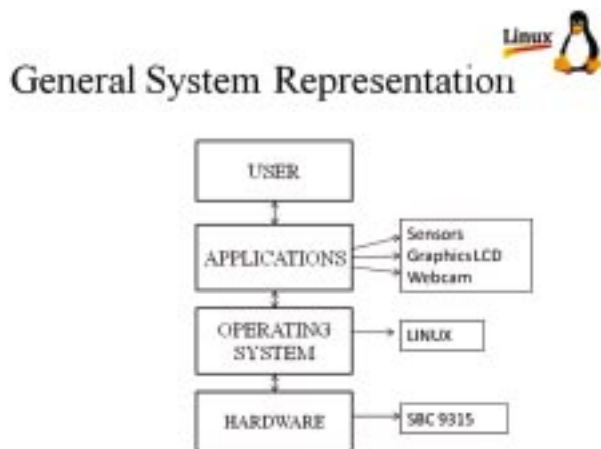 Linux
General System Representation
USER
APPLICATIONS
Sensors
Graphics LCD
Webcam
OPERATING
SYSTEM
LINUX
HARDWARE
SBC 9315